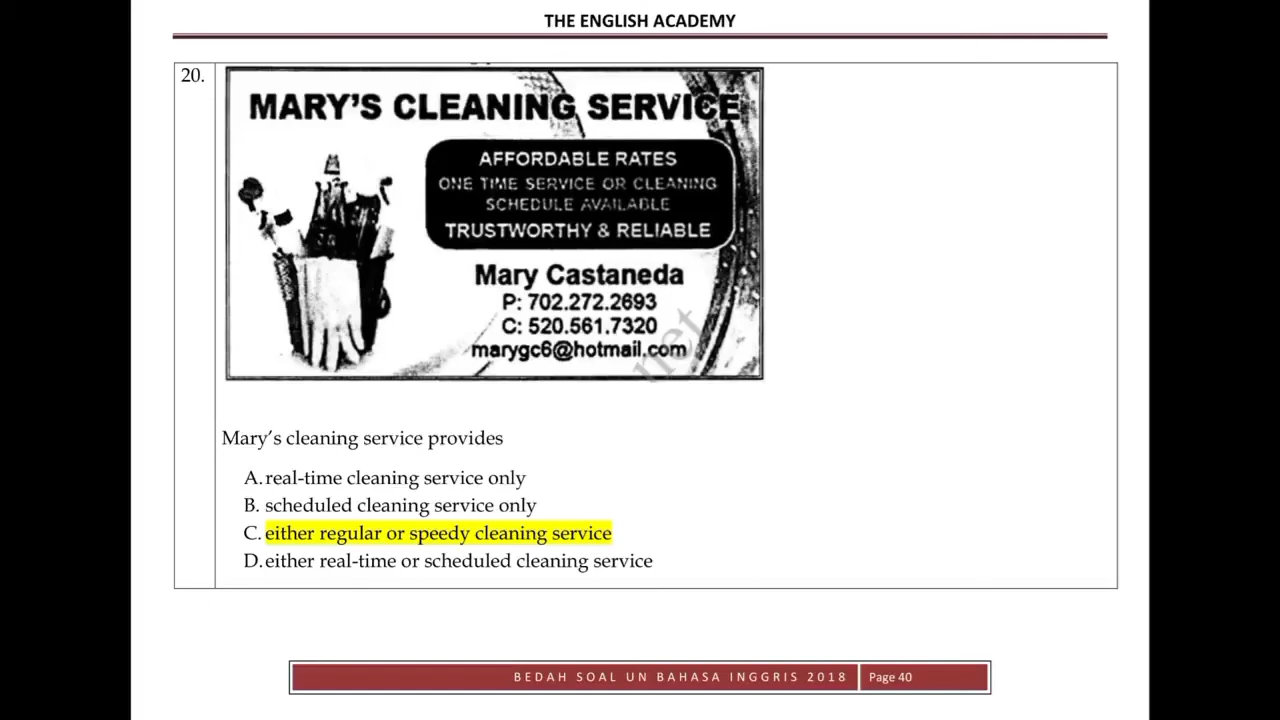 THE ENGLISH ACADEMY
20.
MARY'S CLEANING SERVICE
AFFORDABLE RATES
ONE TIME SERVICE OR CLEANING
SCHEDULE AVAILABLE
TRUSTWORTHY & RELIABLE
Mary Castaneda
P: 702.272.2693
C: 520.561.7320
marygc6@hotmail.com
net
Mary's cleaning service provides
A. real-time cleaning service only
B. scheduled cleaning service only
C. either regular or speedy cleaning service
D. either real-time or scheduled cleaning service
BEDAH SOAL UN BAHASA INGGRIS 2018 Page 40